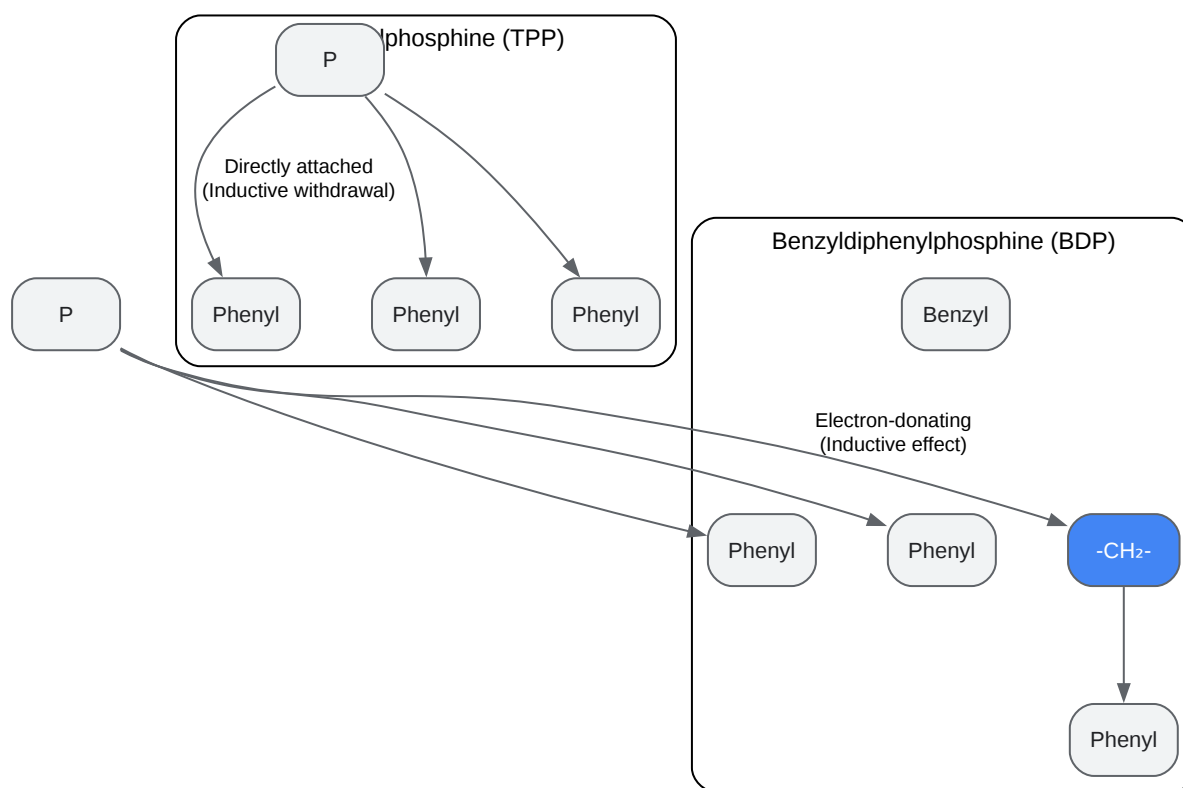 lphosphine (TPP)
P
Directly attached
(Inductive withdrawal)
Benzyldiphenylphosphine (BDP)
P
Phenyl
Phenyl
Phenyl
Benzyl
Electron-donating
(Inductive effect)
Phenyl
Phenyl
-CH₂-
Phenyl